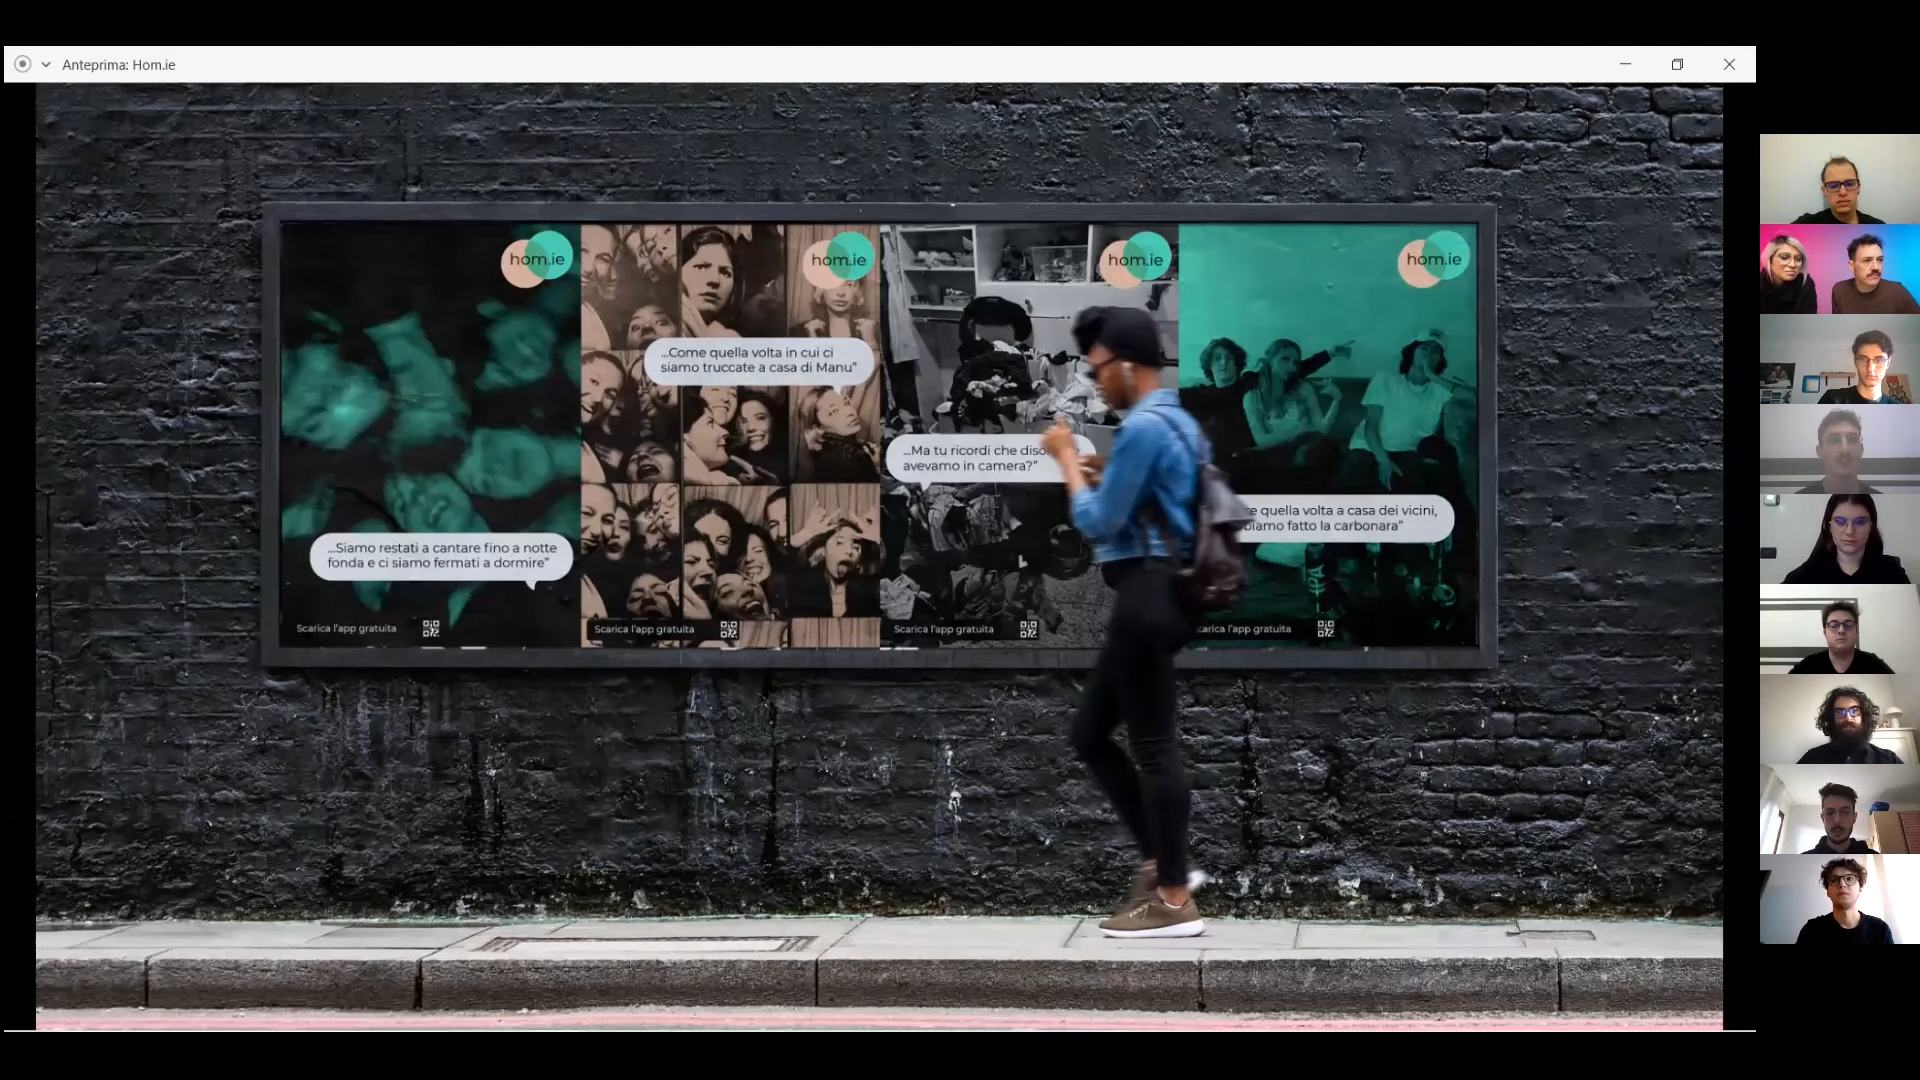 Anteprima: Hom.ie
hom.ie
...Siamo restati a cantare fino a notte
fonda e ci siamo fermati a dormire”
Scarica l’app gratuita
hom.ie
...Come quella volta in cui ci
siamo truccate a casa di Manu”
Scarica l’app gratuita
hom.ie
...Ma tu ricordi che
avevamo in camera?”
Scarica l’app gratuita
hom.ie
quella volta a casa dei vicini,
fatto la carbonara”
l’app gratuita
IPA